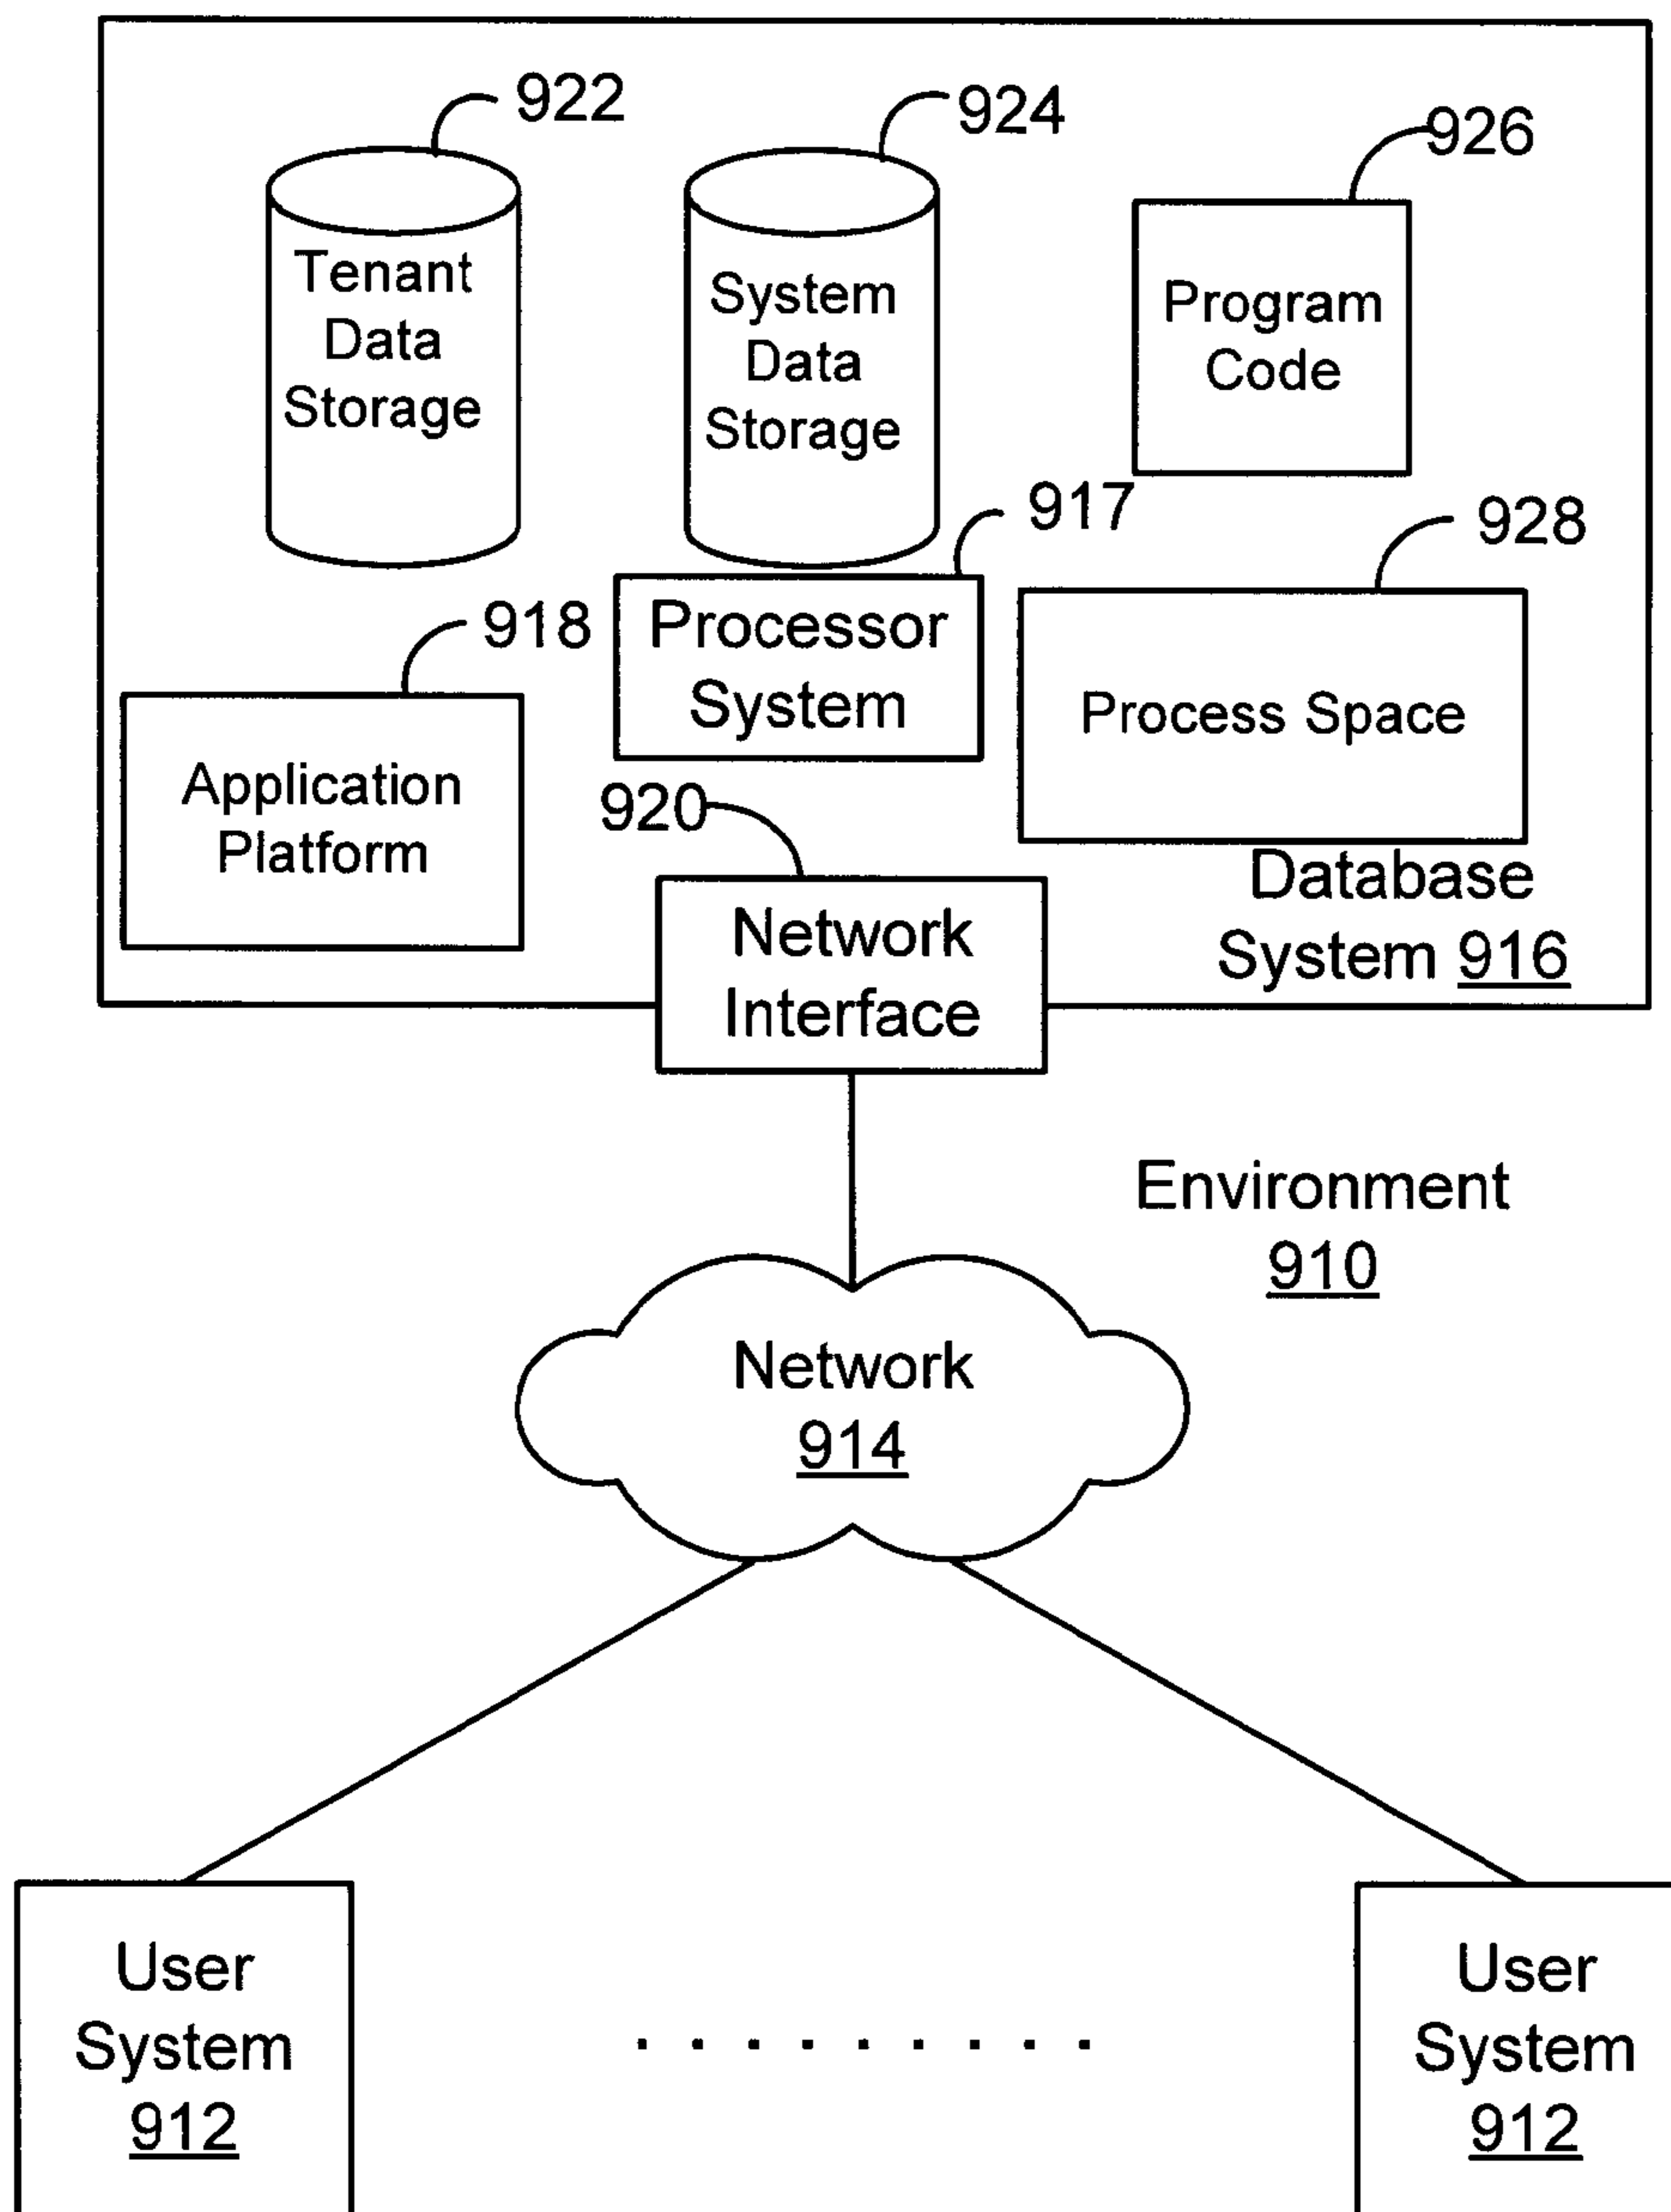 922
924
926
Tenant
Data
Storage
System
Data
Storage
Program
Code
917
928
918
Processor
System
Process Space
Application
Platform
920
Network
Interface
Database
System 916
Environment
910
Network
914
User
System
912
User
System
912